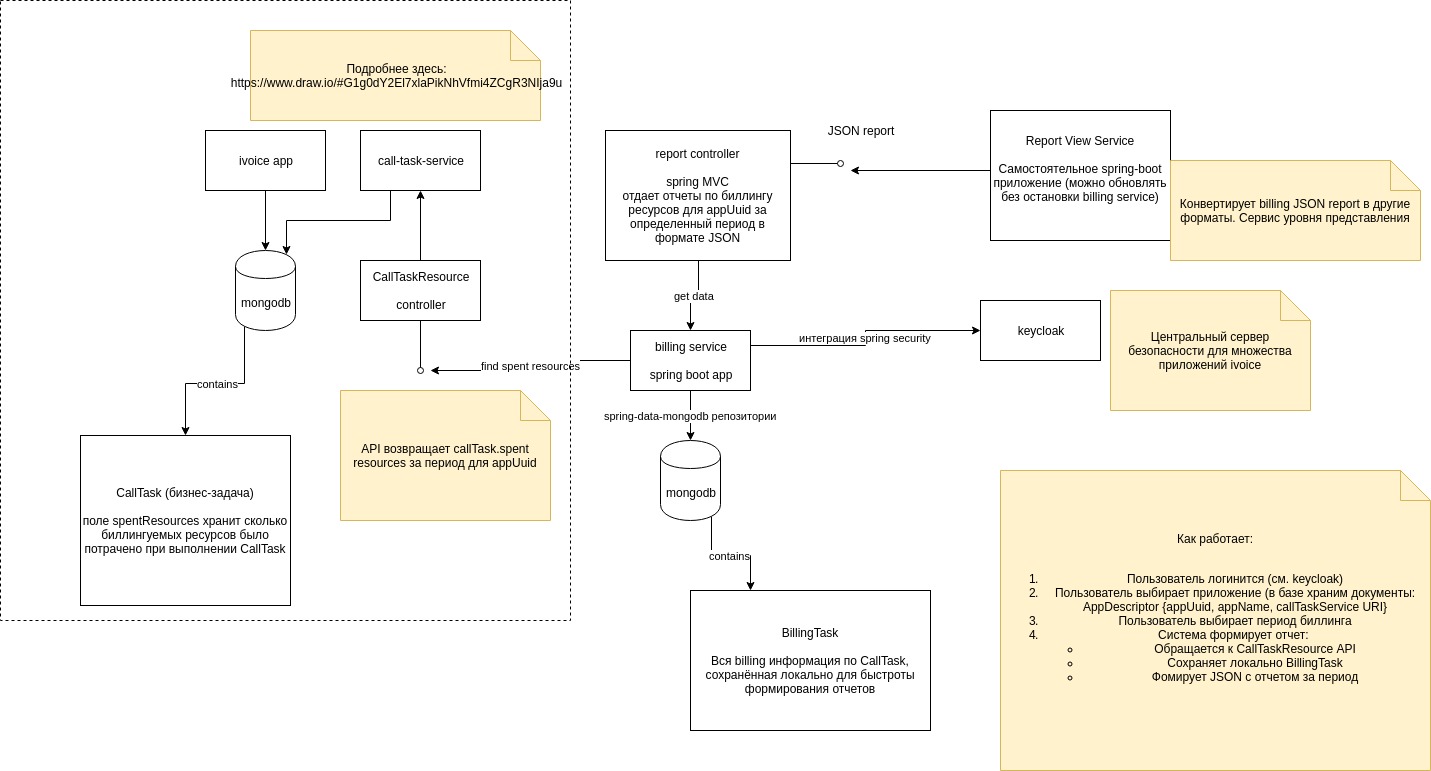 Подробнее здесь:
https://www.draw.io/#G1g0dY2El7xlaPikNhVfmi4ZCgR3NIja9u
ivoice app
call-task-service
mongodb
CallTaskResource
controller
contains
find spent resources
CallTask (бизнес-задача)
поле spentResources хранит сколько
биллингуемых ресурсов было
потрачено при выполнении CallTask
API возвращает callTask.spent
resources за период для appUuid
report controller
spring MVC
отдает отчеты по биллингу
ресурсов для appUuid за
определенный период в
формате JSON
JSON report
Report View Service
Самостоятельное spring-boot
приложение (можно обновлять
без остановки billing service)
Конвертирует billing JSON report в другие
форматы. Сервис уровня представления
get data
billing service
spring boot app
интеграция spring security
keycloak
Центральный сервер
безопасности для множества
приложений ivoice
spring-data-mongodb репозитории
mongodb
contains
BillingTask
Вся billing информация по CallTask,
сохранённая локально для быстроты
формирования отчетов
Как работает:
1. Пользователь логинится (см. keycloak)
2. Пользователь выбирает приложение (в базе храним документы:
AppDescriptor {appUuid, appName, callTaskService URI}
3. Пользователь выбирает период биллинга
4. Система формирует отчет:
Обращается к CallTaskResource API
Сохраняет локально BillingTask
Фомирует JSON с отчетом за период